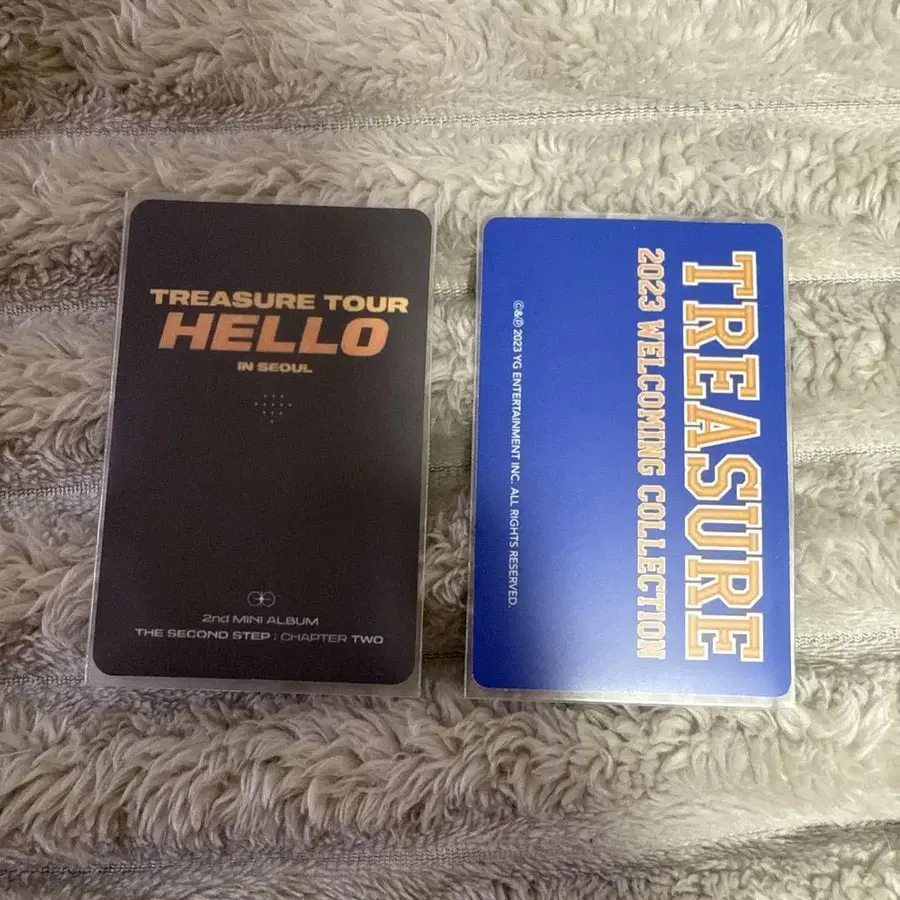 TREASURE TOUR
HELLO
IN SEOUL
2nd MINI ALBUM
THE SECOND STEP : CHAPTER TWO
TREASURE
2023 WELCOMING COLLECTION
©&℗ 2023 YG ENTERTAINMENT INC. ALL RIGHTS RESERVED.